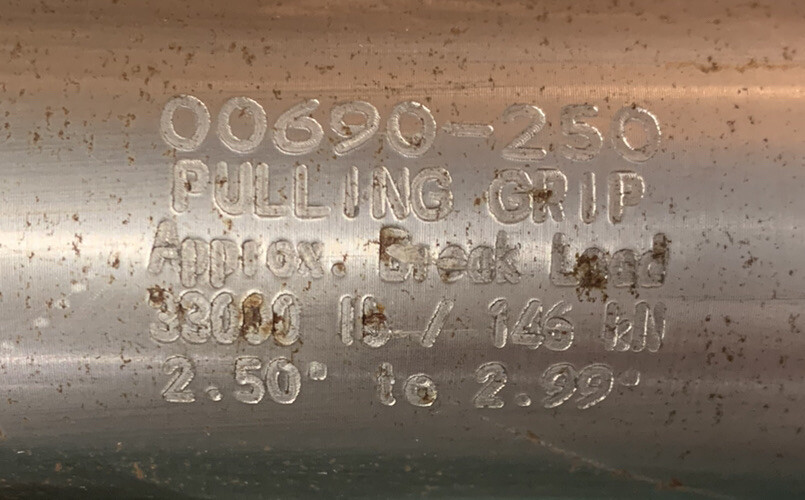 00690-250
PULLING GRIP
Approx. Break Load
33000 lb / 146 kN
2.50" to 2.99"